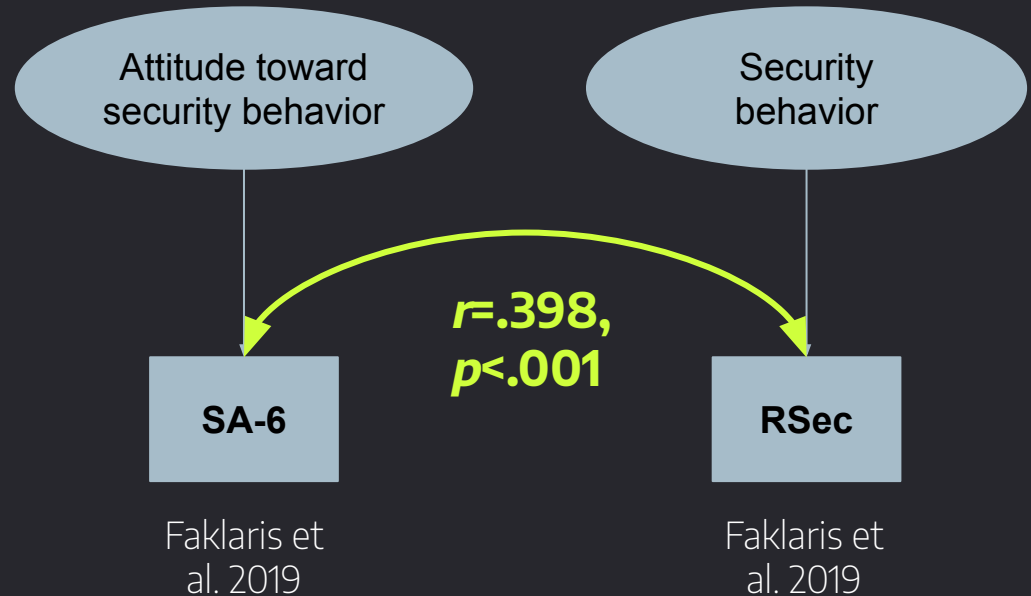 Attitude toward
security behavior
Security
behavior
r=.398,
p<.001
SA-6
RSec
Faklaris et
al. 2019
Faklaris et
al. 2019